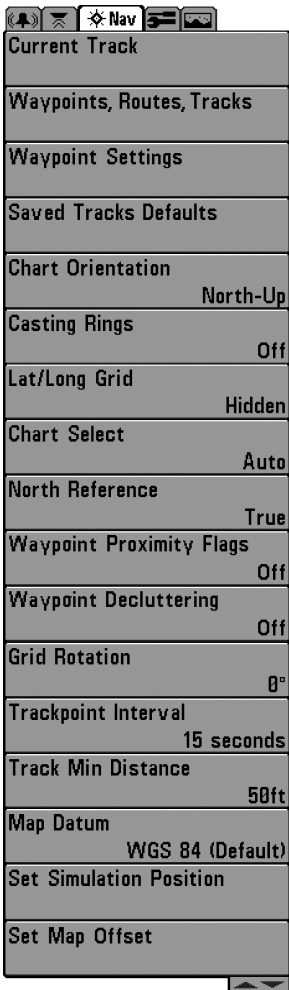 Nav
Current Track
Waypoints, Routes, Tracks
Waypoint Settings
Saved Tracks Defaults
Chart Orientation
North-Up
Casting Rings
Off
Lat/Long Grid
Hidden
Chart Select
Auto
North Reference
True
Waypoint Proximity Flags
Off
Waypoint Decluttering
Off
Grid Rotation
0°
Trackpoint Interval
15 seconds
Track Min Distance
50ft
Map Datum
WGS 84 (Default)
Set Simulation Position
Set Map Offset